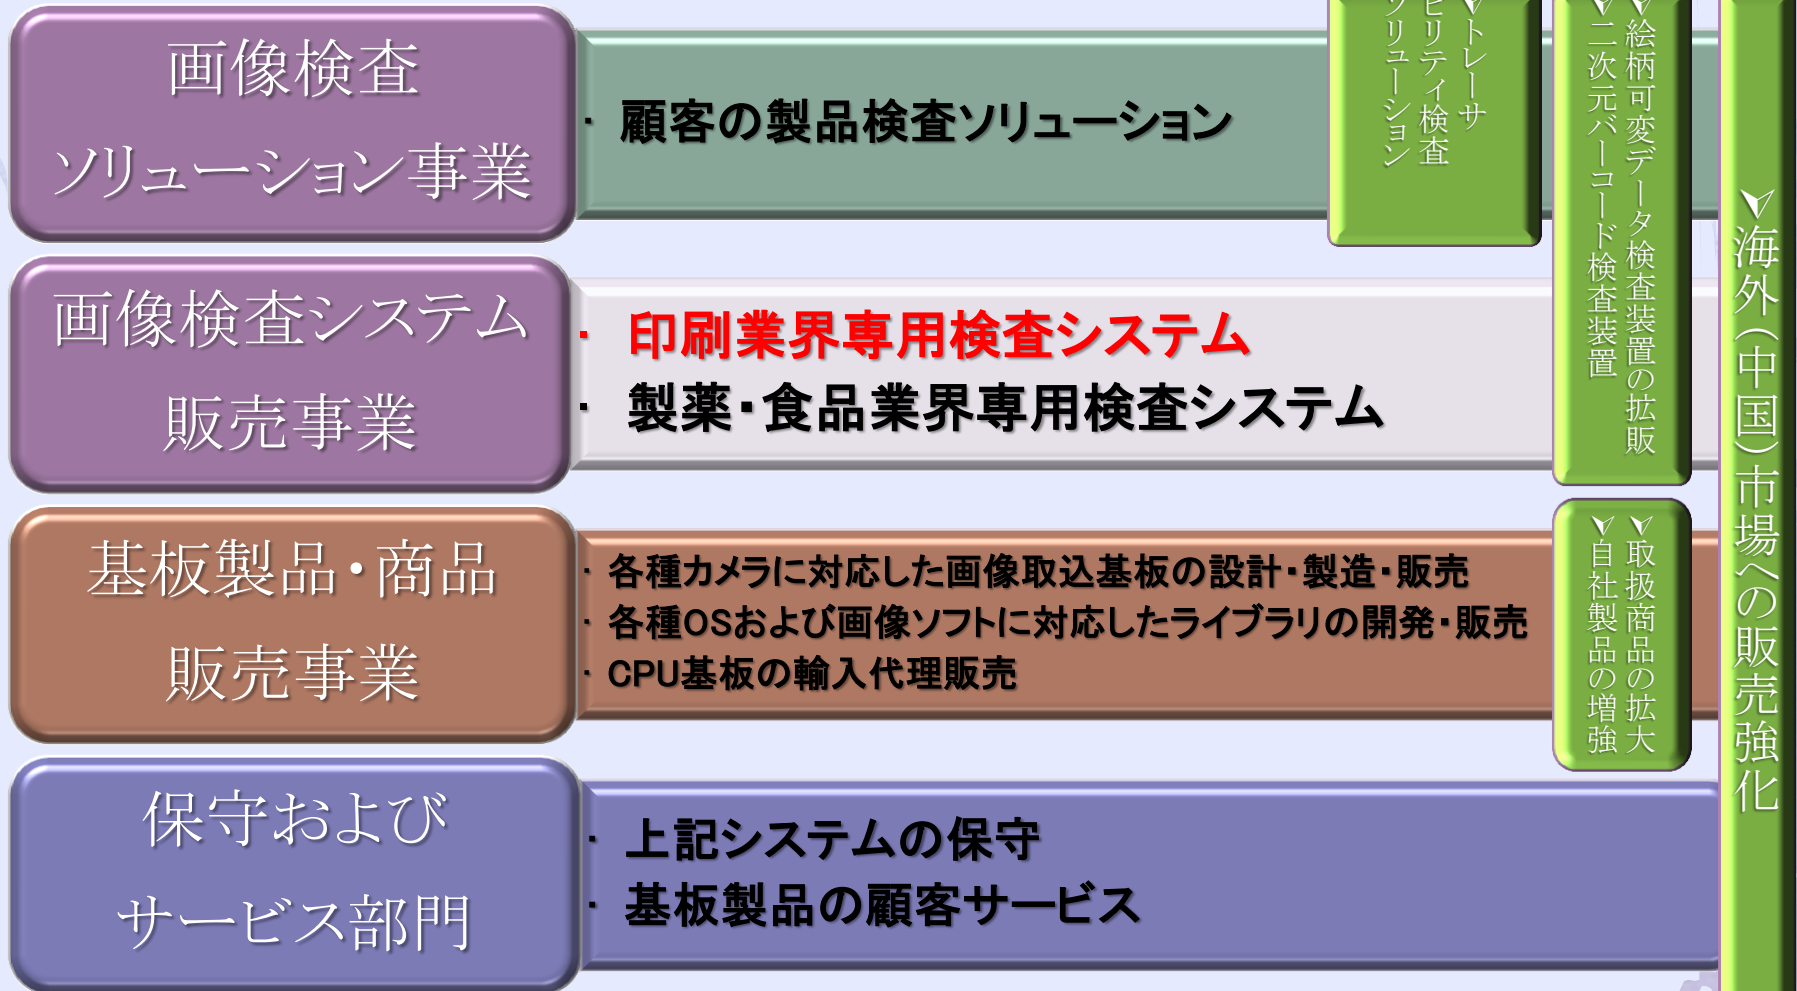 画像検査
ソリューション事業
・顧客の製品検査ソリューション
➢トレーサ
ビリティ検査
ソリューション
➢絵柄可変データ検査装置の拡販
➢二次元バーコード検査装置
➢海外(中国)市場への販売強化
画像検査システム
販売事業
・印刷業界専用検査システム
・製薬・食品業界専用検査システム
基板製品・商品
販売事業
・各種カメラに対応した画像取込基板の設計・製造・販売
・各種OSおよび画像ソフトに対応したライブラリの開発・販売
・CPU基板の輸入代理販売
➢取扱商品の拡大
➢自社製品の増強
保守および
サービス部門
・上記システムの保守
・基板製品の顧客サービス